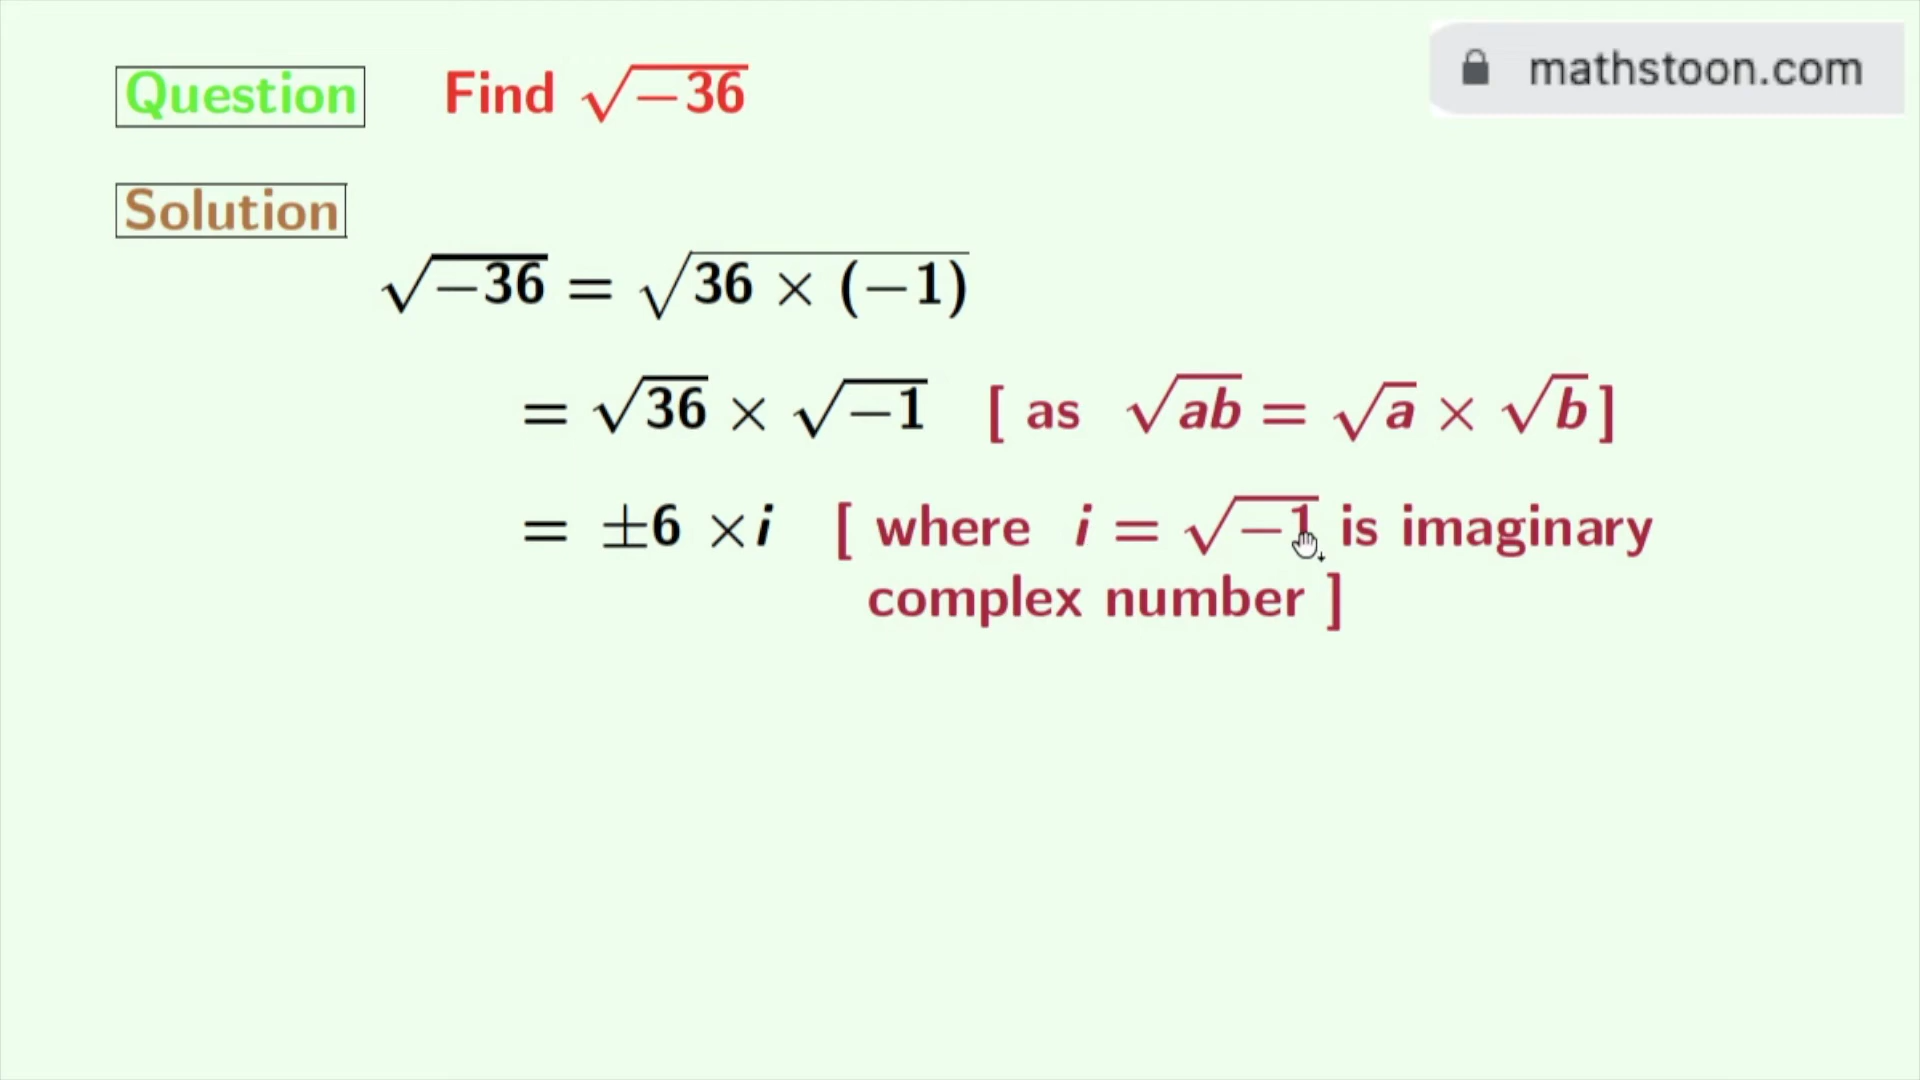 Question Find √−36
mathstoon.com
Solution
√−36 = √36 × (−1)
= √36 × √−1 [ as √ab = √a × √b ]
= ±6 ×i [ where i = √−1 is imaginary
complex number ]